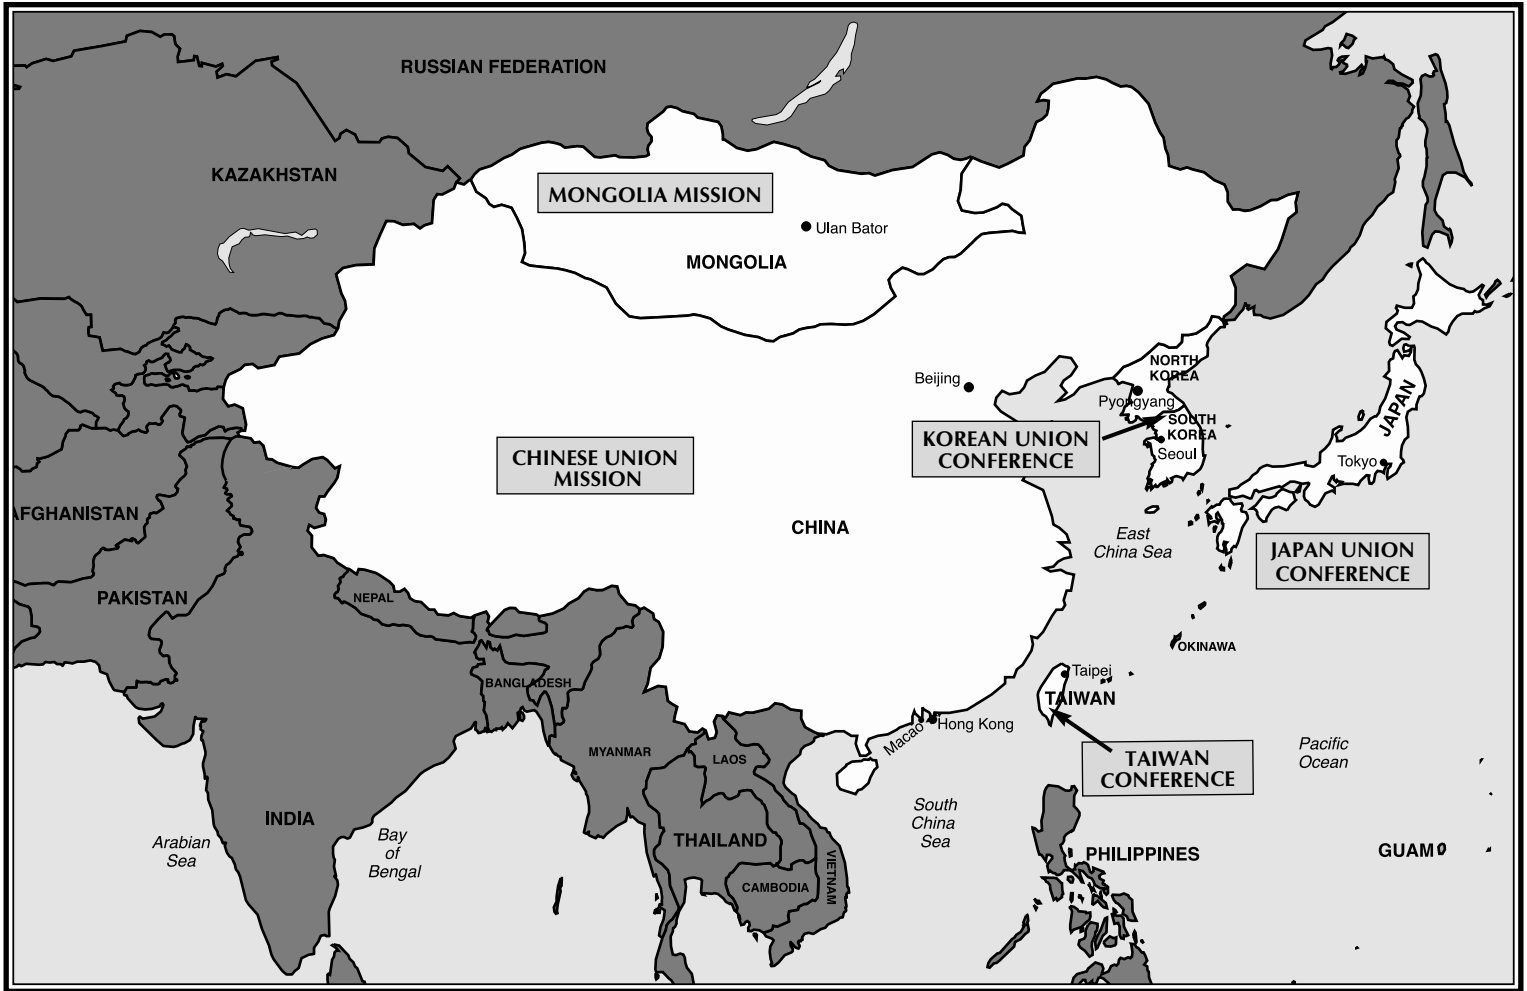 RUSSIAN FEDERATION
KAZAKHSTAN
MONGOLIA MISSION
Ulan Bator
MONGOLIA
NORTH
KOREA
Beijing
Pyongyang
JAPAN
SOUTH
KOREA
Seoul
KOREAN UNION
CONFERENCE
Tokyo
CHINESE UNION
MISSION
AFGHANISTAN
CHINA
East
China Sea
JAPAN UNION
CONFERENCE
PAKISTAN
NEPAL
OKINAWA
Taipei
BANGLADESH
TAIWAN
Macao
Hong Kong
MYANMAR
LAOS
TAIWAN
CONFERENCE
Pacific
Ocean
INDIA
South
China
Sea
Arabian
Sea
Bay
of
Bengal
THAILAND
VIETNAM
PHILIPPINES
GUAM
CAMBODIA